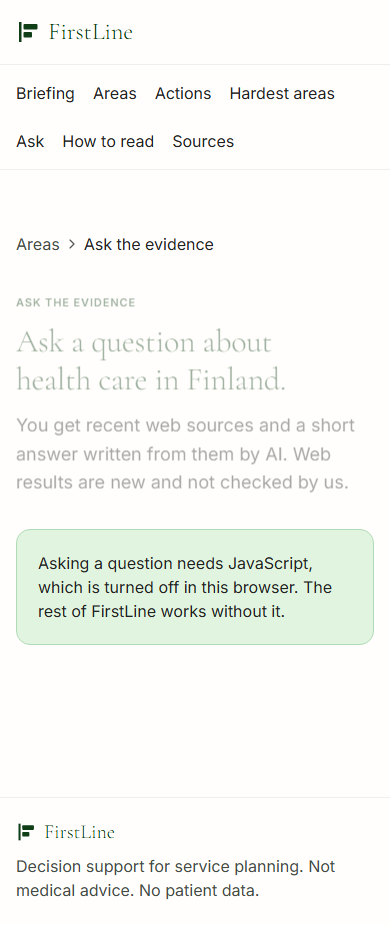 FirstLine
Briefing Areas Actions Hardest areas
Ask How to read Sources
Areas > Ask the evidence
ASK THE EVIDENCE
Ask a question about
health care in Finland.
You get recent web sources and a short
answer written from them by AI. Web
results are new and not checked by us.
Asking a question needs JavaScript,
which is turned off in this browser. The
rest of FirstLine works without it.
FirstLine
Decision support for service planning. Not
medical advice. No patient data.